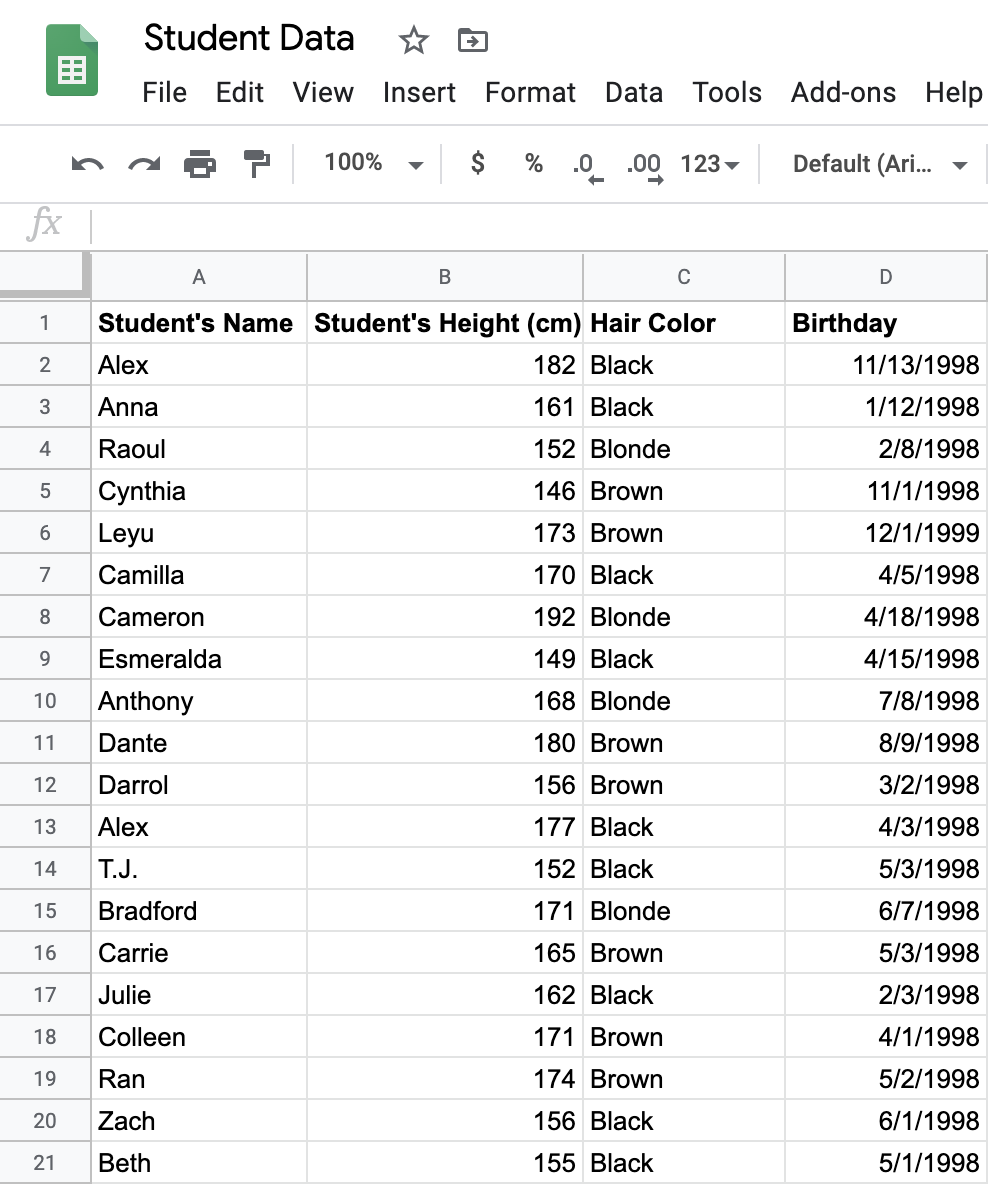 Student Data
File Edit View Insert Format Data Tools Add-ons Help
100% $ % .0 .00 123 Default (Ari...
fx
A B C D
1 Student's Name Student's Height (cm) Hair Color Birthday
2 Alex 182 Black 11/13/1998
3 Anna 161 Black 1/12/1998
4 Raoul 152 Blonde 2/8/1998
5 Cynthia 146 Brown 11/1/1998
6 Leyu 173 Brown 12/1/1999
7 Camilla 170 Black 4/5/1998
8 Cameron 192 Blonde 4/18/1998
9 Esmeralda 149 Black 4/15/1998
10 Anthony 168 Blonde 7/8/1998
11 Dante 180 Brown 8/9/1998
12 Darrol 156 Brown 3/2/1998
13 Alex 177 Black 4/3/1998
14 T.J. 152 Black 5/3/1998
15 Bradford 171 Blonde 6/7/1998
16 Carrie 165 Brown 5/3/1998
17 Julie 162 Black 2/3/1998
18 Colleen 171 Brown 4/1/1998
19 Ran 174 Brown 5/2/1998
20 Zach 156 Black 6/1/1998
21 Beth 155 Black 5/1/1998